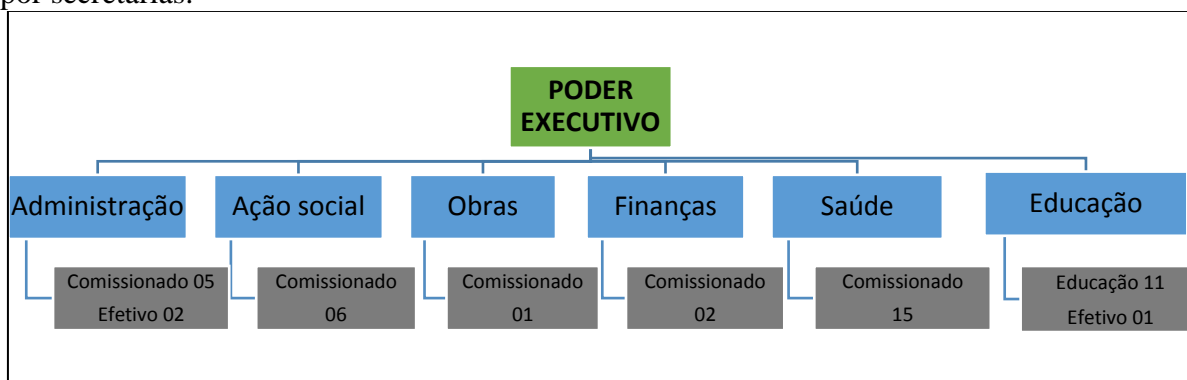 por secretarias.
PODER
EXECUTIVO
Administração
Ação social
Obras
Finanças
Saúde
Educação
Comissionado 05
Efetivo 02
Comissionado
06
Comissionado
01
Comissionado
02
Comissionado
15
Educação 11
Efetivo 01